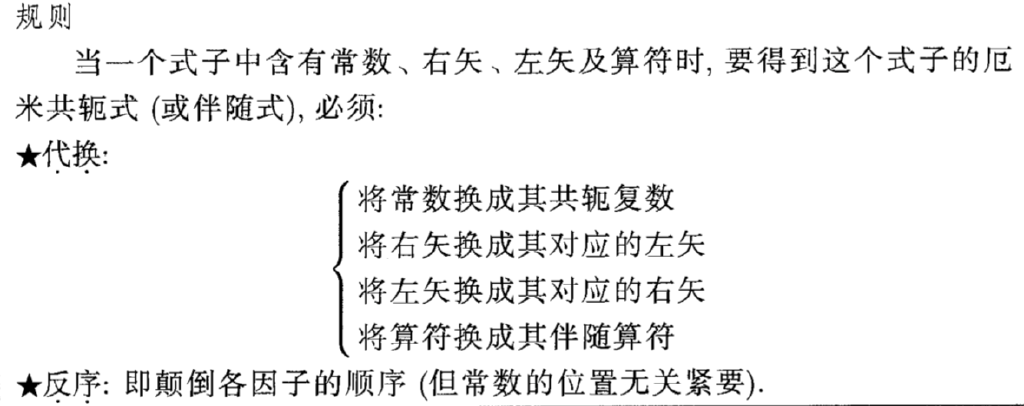 规则
当一个式子中含有常数、右矢、左矢及算符时, 要得到这个式子的厄
米共轭式 (或伴随式), 必须:
★代换:
将常数换成其共轭复数
将右矢换成其对应的左矢
将左矢换成其对应的右矢
将算符换成其伴随算符
★反序: 即颠倒各因子的顺序 (但常数的位置无关紧要).